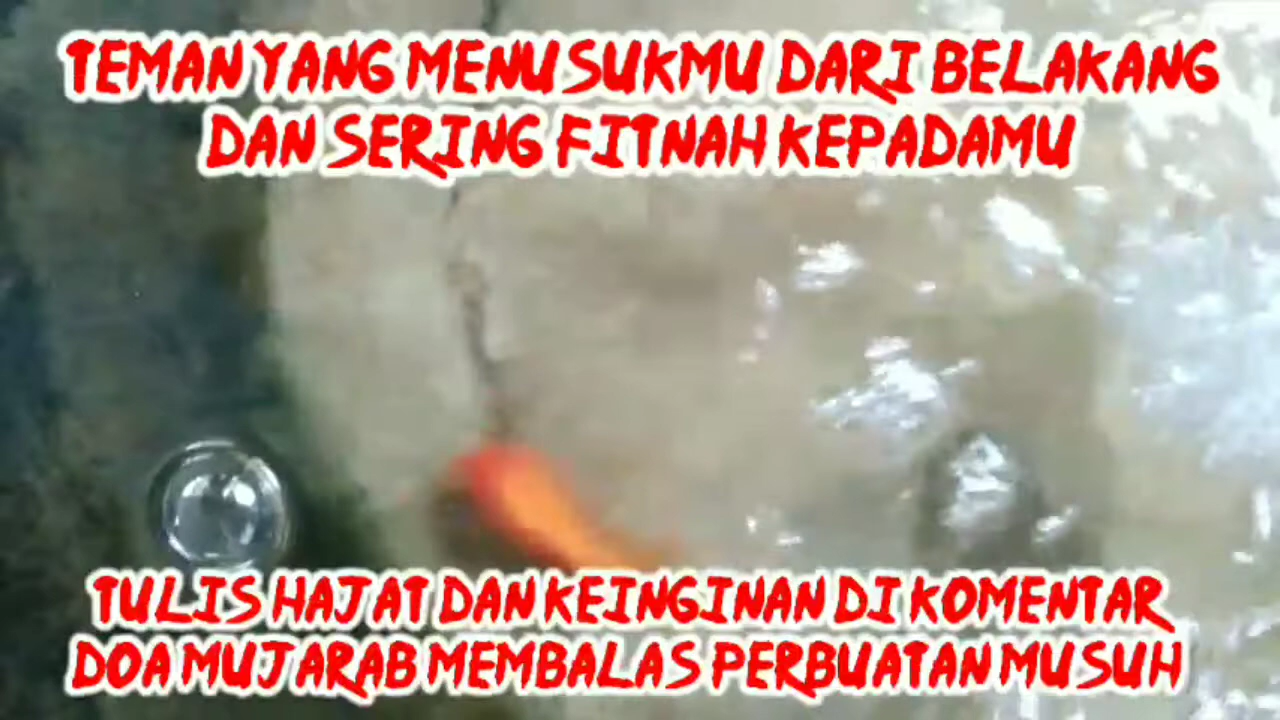 TEMAN YANG MENUSUKMU DARI BELAKANG
DAN SERING FITNAH KEPADAMU
TULIS HAJAT DAN KEINGINAN DI KOMENTAR
DOA MUJARAB MEMBALAS PERBUATAN MUSUH